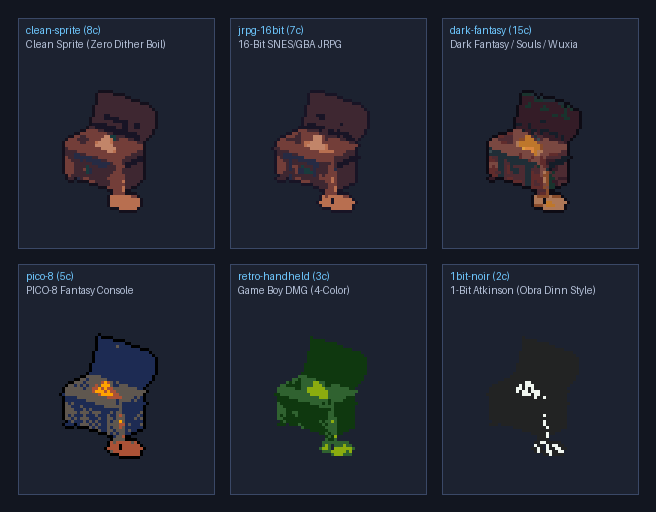 clean-sprite (8c)
Clean Sprite (Zero Dither Boil)
jrpg-16bit (7c)
16-Bit SNES/GBA JRPG
dark-fantasy (15c)
Dark Fantasy / Souls / Wuxia
pico-8 (5c)
PICO-8 Fantasy Console
retro-handheld (3c)
Game Boy DMG (4-Color)
1bit-noir (2c)
1-Bit Atkinson (Obra Dinn Style)